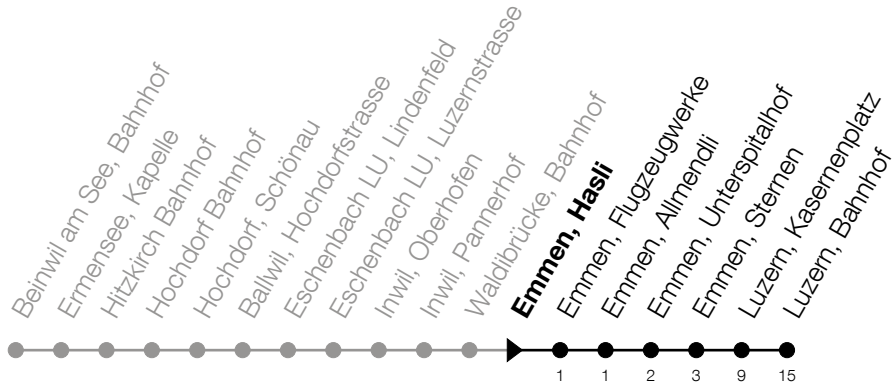 Beinwil am See, Bahnhof
Ermensee, Kapelle
Hitzkirch Bahnhof
Hochdorf Bahnhof
Hochdorf, Schönau
Ballwil, Hochdorfstrasse
Eschenbach LU, Lindenfeld
Eschenbach LU, Luzernstrasse
Inwil, Oberhofen
Inwil, Pannerhof
Waldibrücke, Bahnhof
Emmen, Hasli
Emmen, Flugzeugwerke
Emmen, Allmendli
Emmen, Unterspitalhof
Emmen, Sternen
Luzern, Kasernenplatz
Luzern, Bahnhof
1 1 2 3 9 15